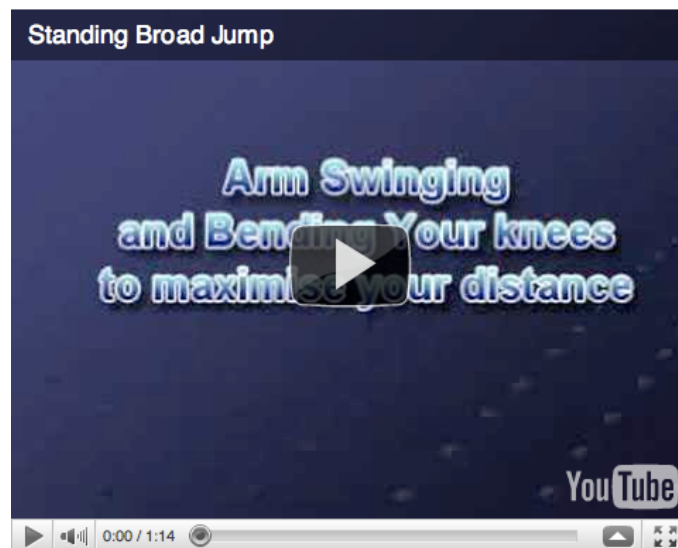 Standing Broad Jump
Arm Swinging
and Bending Your knees
to maximise your distance
YouTube
0:00 / 1:14